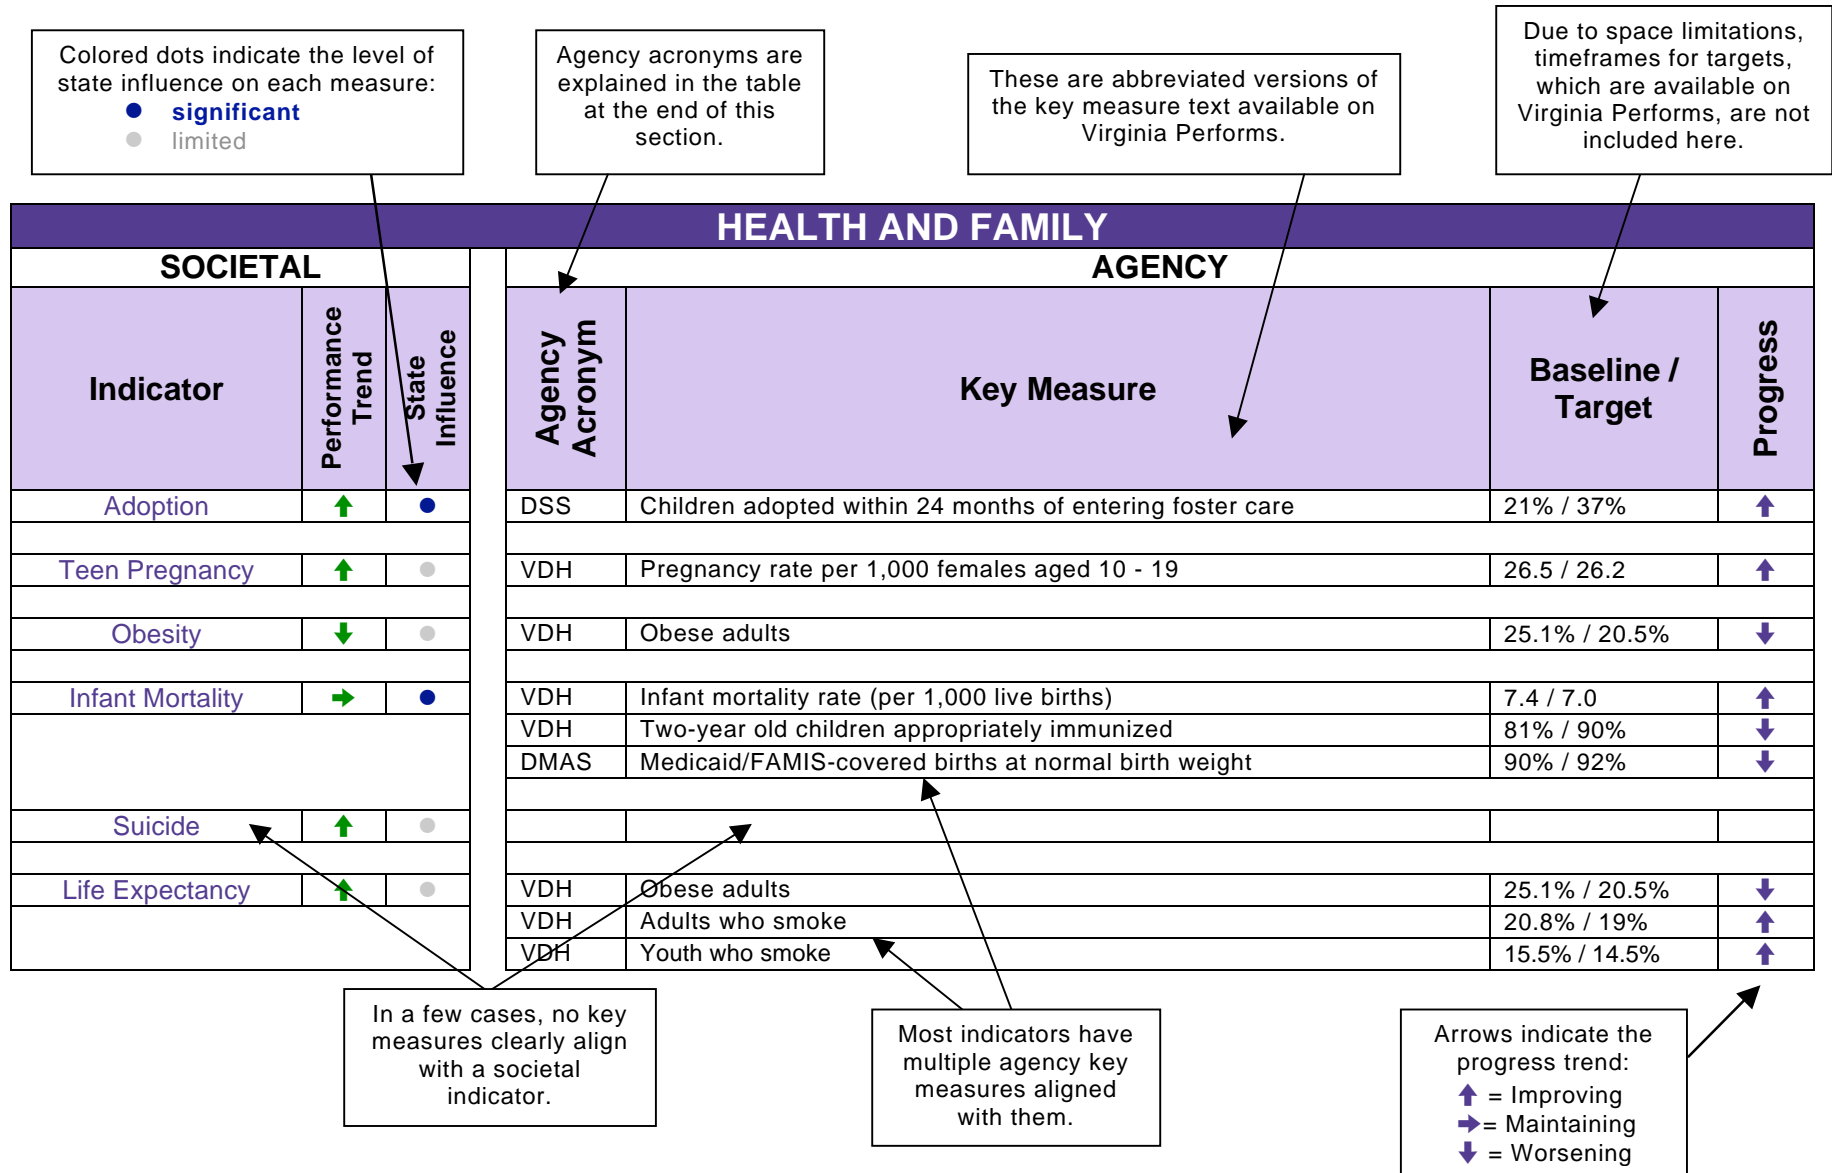 Colored dots indicate the level of
state influence on each measure:
significant
limited
Agency acronyms are
explained in the table
at the end of this
section.
These are abbreviated versions of
the key measure text available on
Virginia Performs.
Due to space limitations,
timeframes for targets,
which are available on
Virginia Performs, are not
included here.
HEALTH AND FAMILY
SOCIETAL
AGENCY
Indicator
Performance
Trend
State
Influence
Agency
Acronym
Key Measure
Baseline /
Target
Progress
Adoption DSS Children adopted within 24 months of entering foster care 21% / 37%
Teen Pregnancy VDH Pregnancy rate per 1,000 females aged 10 - 19 26.5 / 26.2
Obesity VDH Obese adults 25.1% / 20.5%
Infant Mortality VDH Infant mortality rate (per 1,000 live births) 7.4 / 7.0
VDH Two-year old children appropriately immunized 81% / 90%
DMAS Medicaid/FAMIS-covered births at normal birth weight 90% / 92%
Suicide
Life Expectancy VDH Obese adults 25.1% / 20.5%
VDH Adults who smoke 20.8% / 19%
VDH Youth who smoke 15.5% / 14.5%
In a few cases, no key
measures clearly align
with a societal
indicator.
Most indicators have
multiple agency key
measures aligned
with them.
Arrows indicate the
progress trend:
= Improving
= Maintaining
= Worsening